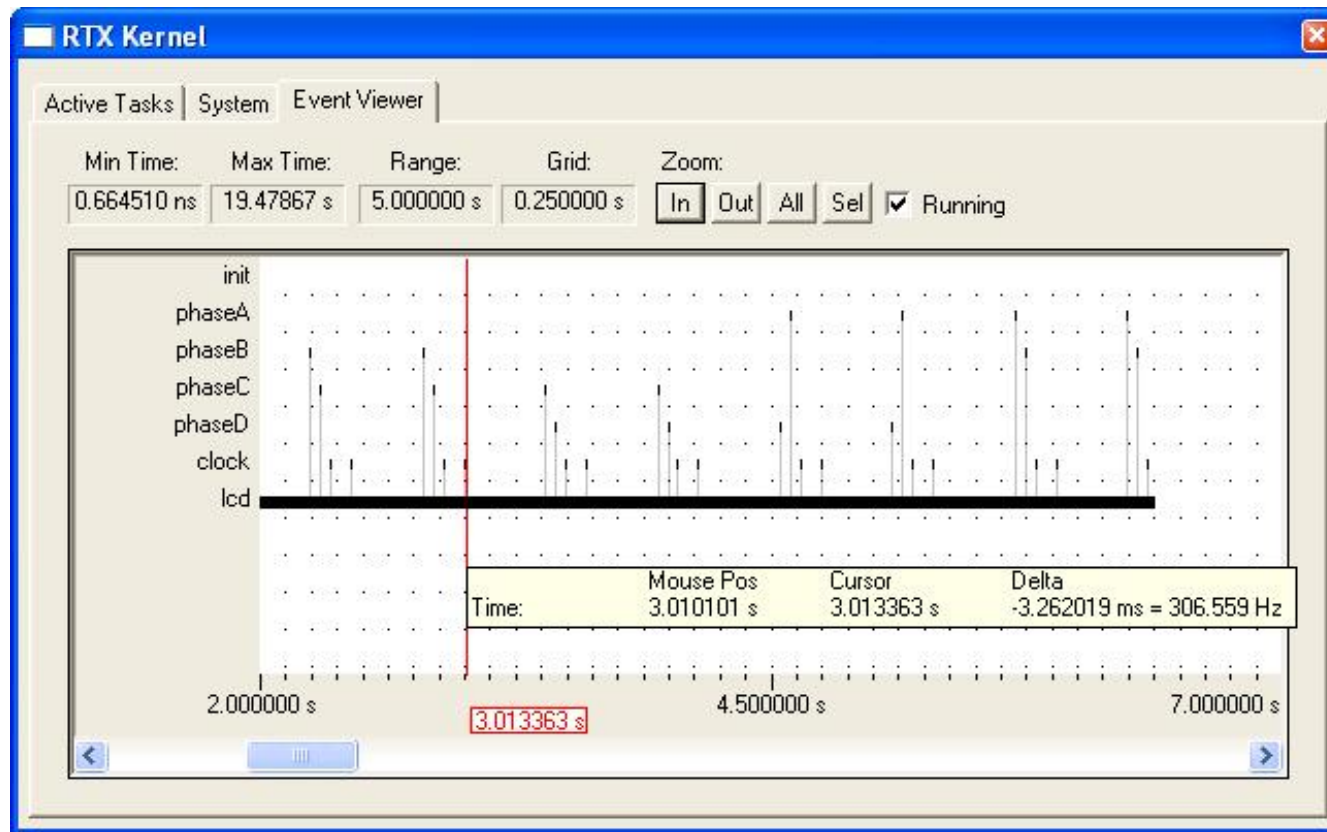 RTX Kernel
Active Tasks System Event Viewer
Min Time: Max Time: Range: Grid: Zoom:
0.664510 ns 19.47867 s 5.000000 s 0.250000 s In Out All Sel Running
init
phaseA
phaseB
phaseC
phaseD
clock
lcd
Mouse Pos Cursor Delta
Time: 3.010101 s 3.013363 s -3.262019 ms = 306.559 Hz
2.000000 s 4.500000 s 7.000000 s
3.013363 s